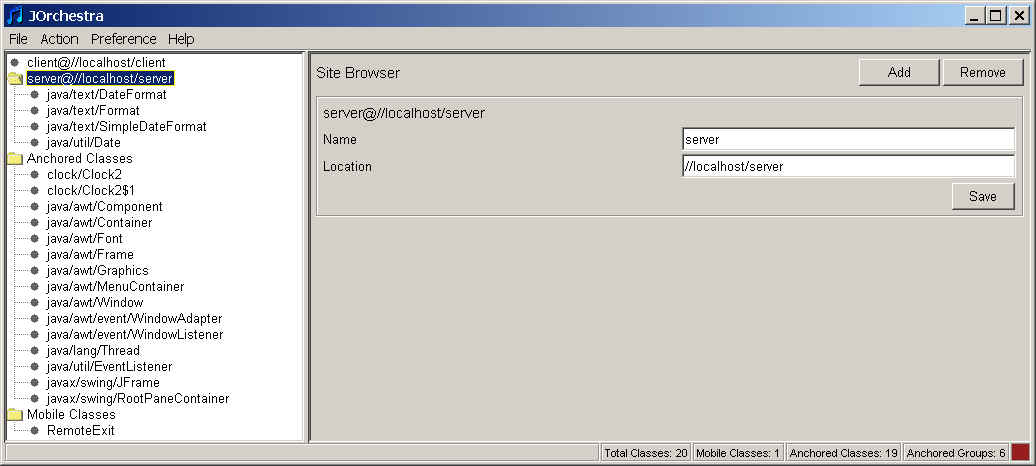 JOrchestra
File Action Preference Help
client@//localhost/client
server@//localhost/server
java/text/DateFormat
java/text/Format
java/text/SimpleDateFormat
java/util/Date
Anchored Classes
clock/Clock2
clock/Clock2$1
java/awt/Component
java/awt/Container
java/awt/Font
java/awt/Frame
java/awt/Graphics
java/awt/MenuContainer
java/awt/Window
java/awt/event/WindowAdapter
java/awt/event/WindowListener
java/lang/Thread
java/util/EventListener
javax/swing/JFrame
javax/swing/RootPaneContainer
Mobile Classes
RemoteExit
Site Browser Add Remove
server@//localhost/server
Name server
Location //localhost/server
Save
Total Classes: 20 Mobile Classes: 1 Anchored Classes: 19 Anchored Groups: 6